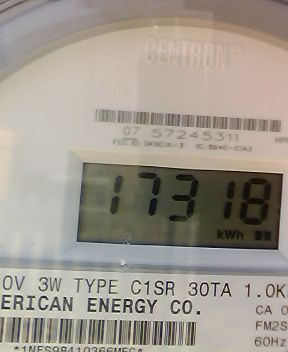 CENTRON®
07 57245311
17318
kWh
0V 3W TYPE C1SR 30TA 1.0K
ERICAN ENERGY CO.
CA 0
FM2S
60Hz